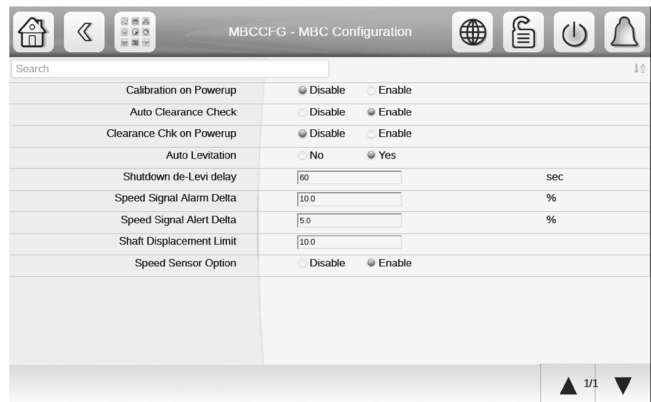 MBCCFG - MBC Configuration
Search
Calibration on Powerup Disable Enable
Auto Clearance Check Disable Enable
Clearance Chk on Powerup Disable Enable
Auto Levitation No Yes
Shutdown de-Levi delay 60 sec
Speed Signal Alarm Delta 10.0 %
Speed Signal Alert Delta 5.0 %
Shaft Displacement Limit 10.0
Speed Sensor Option Disable Enable
1/1